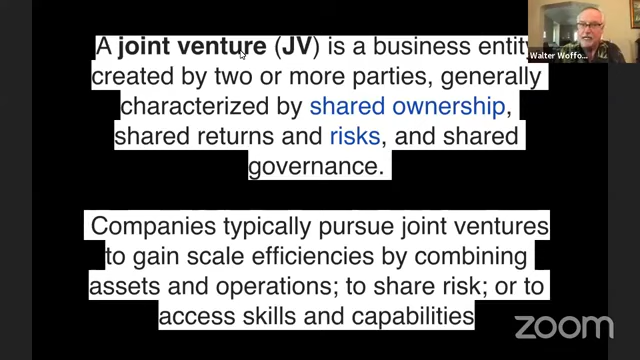 A joint venture (JV) is a business entity
created by two or more parties, generally
characterized by shared ownership,
shared returns and risks, and shared
governance.
Companies typically pursue joint ventures
to gain scale efficiencies by combining
assets and operations; to share risk; or to
access skills and capabilities
Walter Woffo...
zoom